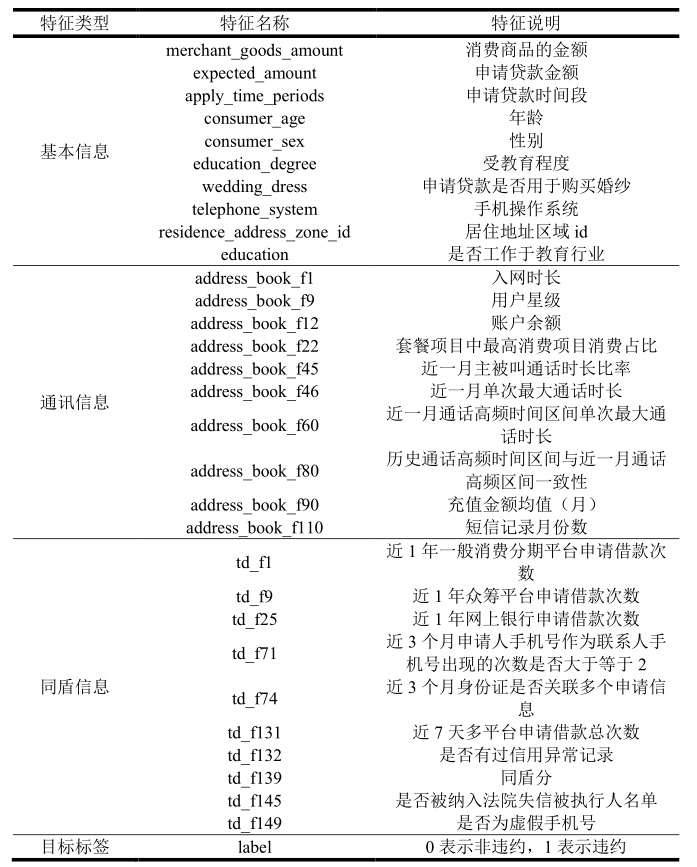 特征类型 特征名称 特征说明
merchant_goods_amount 消费商品的金额
expected_amount 申请贷款金额
apply_time_periods 申请贷款时间段
consumer_age 年龄
consumer_sex 性别
基本信息
education_degree 受教育程度
wedding_dress 申请贷款是否用于购买婚纱
telephone_system 手机操作系统
residence_address_zone_id 居住地址区域 id
education 是否工作于教育行业
address_book_f1 入网时长
address_book_f9 用户星级
address_book_f12 账户余额
address_book_f22 套餐项目中最高消费项目消费占比
address_book_f45 近一月主被叫通话时长比率
address_book_f46 近一月单次最大通话时长
通讯信息
address_book_f60 近一月通话高频时间区间单次最大通
话时长
address_book_f80 历史通话高频时间区间与近一月通话
高频区间一致性
address_book_f90 充值金额均值（月）
address_book_f110 短信记录月份数
td_f1 近 1 年一般消费分期平台申请借款次
数
td_f9 近 1 年众筹平台申请借款次数
td_f25 近 1 年网上银行申请借款次数
td_f71 近 3 个月申请人手机号作为联系人手
机号出现的次数是否大于等于 2
同盾信息
td_f74 近 3 个月身份证是否关联多个申请信
息
td_f131 近 7 天多平台申请借款总次数
td_f132 是否有过信用异常记录
td_f139 同盾分
td_f145 是否被纳入法院失信被执行人名单
td_f149 是否为虚假手机号
目标标签 label 0 表示非违约，1 表示违约